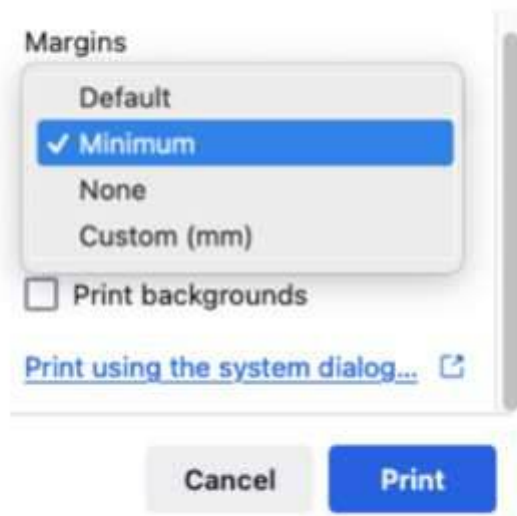 Margins
Default
✓ Minimum
None
Custom (mm)
Print backgrounds
Print using the system dialog...
Cancel Print